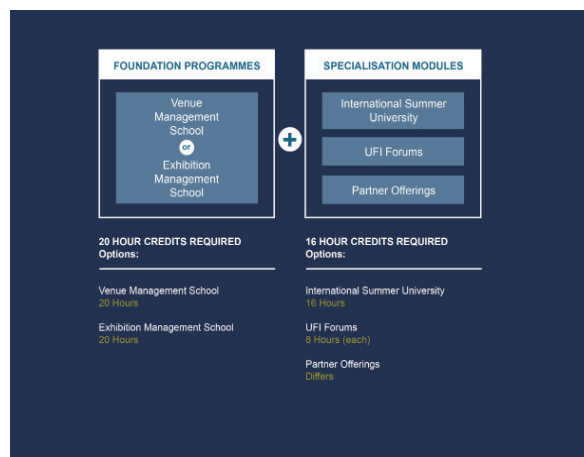 FOUNDATION PROGRAMMES
Venue
Management
School
or
Exhibition
Management
School
+
SPECIALISATION MODULES
International Summer
University
UFI Forums
Partner Offerings
20 HOUR CREDITS REQUIRED
Options:
Venue Management School
20 Hours
Exhibition Management School
20 Hours
16 HOUR CREDITS REQUIRED
Options:
International Summer University
16 Hours
UFI Forums
8 Hours (each)
Partner Offerings
Differs